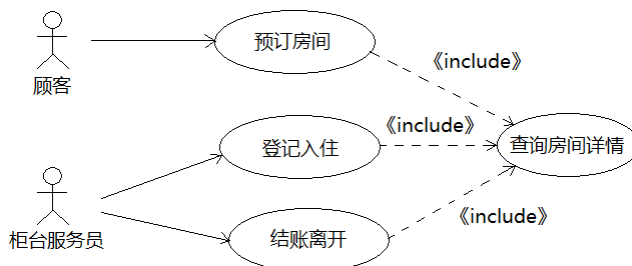 预订房间
《include》
顾客
《include》
登记入住
查询房间详情
《include》
柜台服务员
结账离开